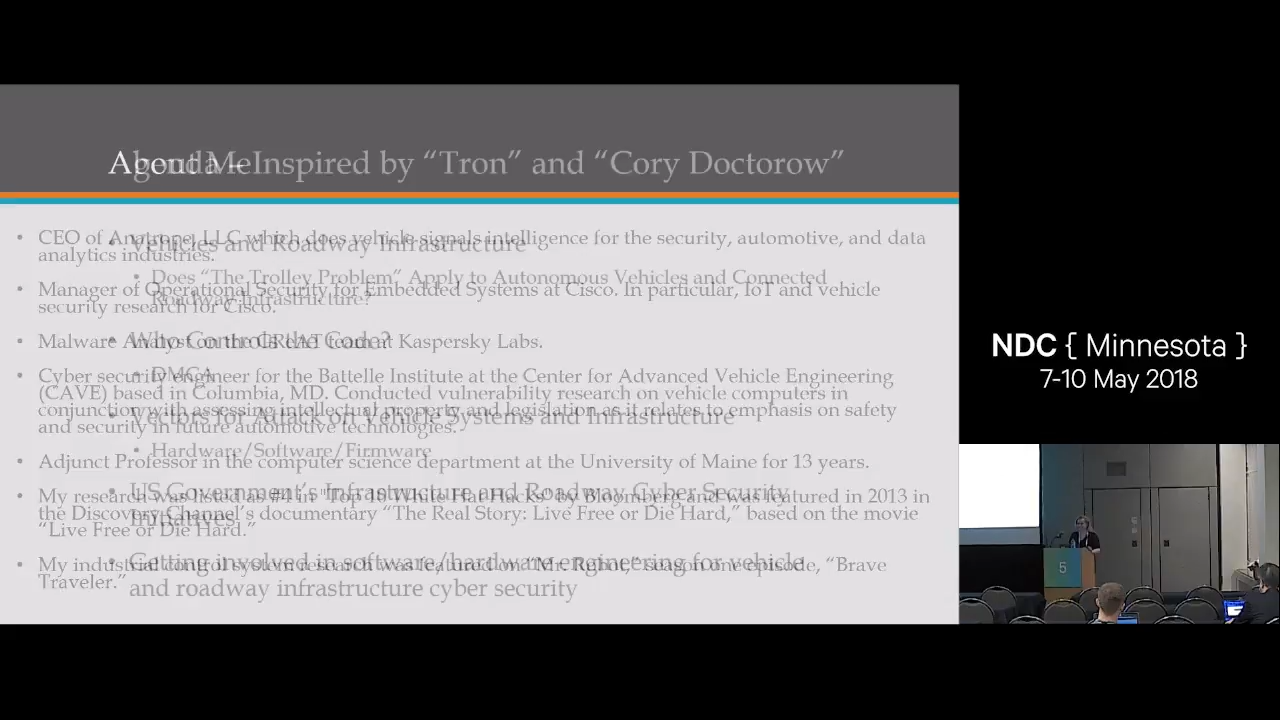 About Me
CEO of Anatrope, LLC which does vehicle signals intelligence for the security, automotive, and data
analytics industries.
Manager of Operational Security for Embedded Systems at Cisco. In particular, IoT and vehicle
security research for Cisco.
Malware Analyst on the GReAT team at Kaspersky Labs.
Cyber security engineer for the Battelle Institute at the Center for Advanced Vehicle Engineering
(CAVE) based in Columbia, MD. Conducted vulnerability research on vehicle computers in
conjunction with assessing intellectual property and legislation as it relates to emphasis on safety
and security in future automotive technologies.
Adjunct Professor in the computer science department at the University of Maine for 13 years.
My research was listed as #4 in "Top 10 White Hat Hacks" by Bloomberg and was featured in 2013 in
the Discovery Channel’s documentary “The Real Story: Live Free or Die Hard,” based on the movie
“Live Free or Die Hard.”
My industrial control system research was featured on “Mr. Robot,” season one episode, “Brave
Traveler.”
Agenda – Inspired by “Tron” and “Cory Doctorow”
Vehicles and Roadway Infrastructure
Does “The Trolley Problem” Apply to Autonomous Vehicles and Connected
Roadway Infrastructure?
Who Controls the Code?
DMCA
Vectors for Attack on Vehicle Systems and Infrastructure
Hardware/Software/Firmware
US Government’s Infrastructure and Roadway Cyber Security
Initiatives
Getting involved in software/hardware engineering for vehicle
and roadway infrastructure cyber security
NDC { Minnesota }
7-10 May 2018
5